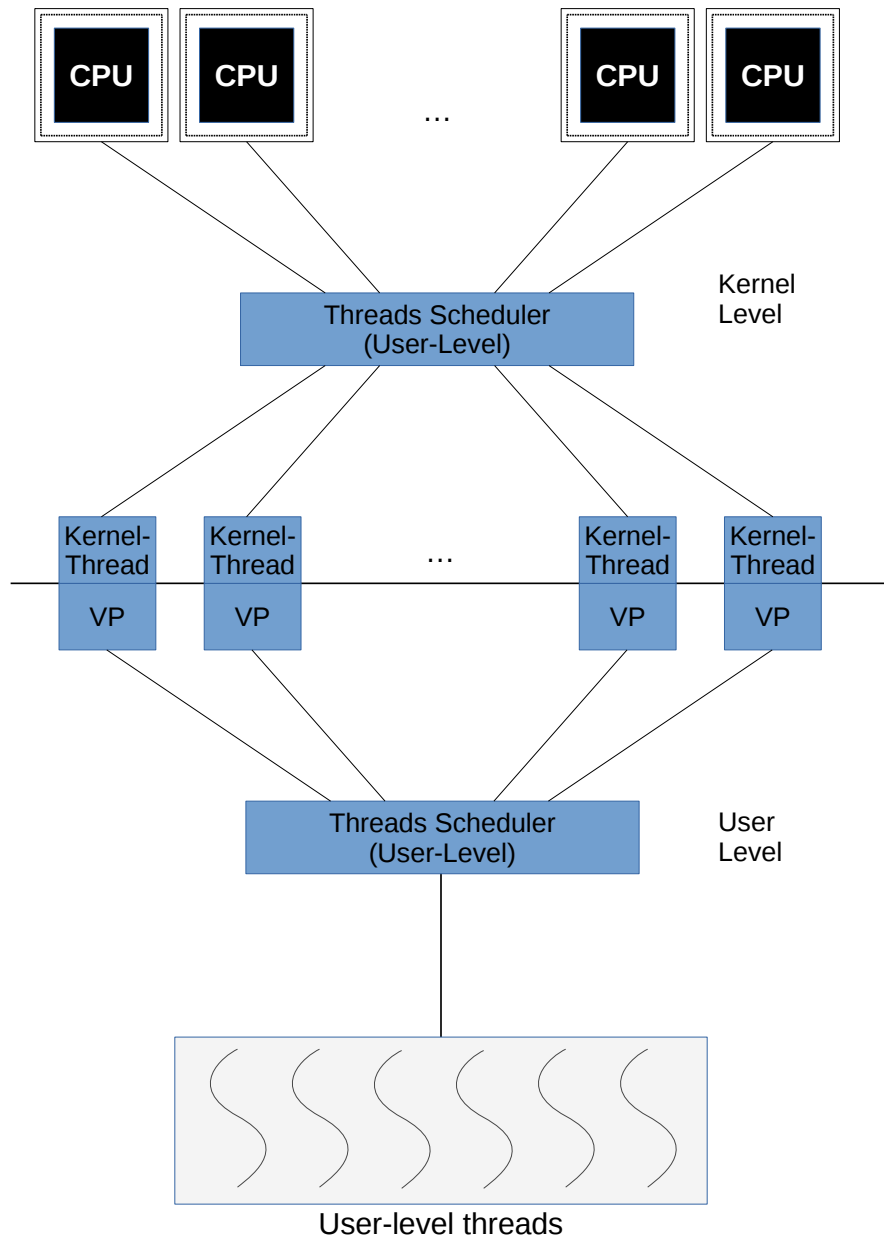 CPU
CPU
...
CPU
CPU
Kernel
Level
Threads Scheduler
(User-Level)
Kernel-
Thread
Kernel-
Thread
...
Kernel-
Thread
Kernel-
Thread
VP
VP
VP
VP
Threads Scheduler
(User-Level)
User
Level
User-level threads